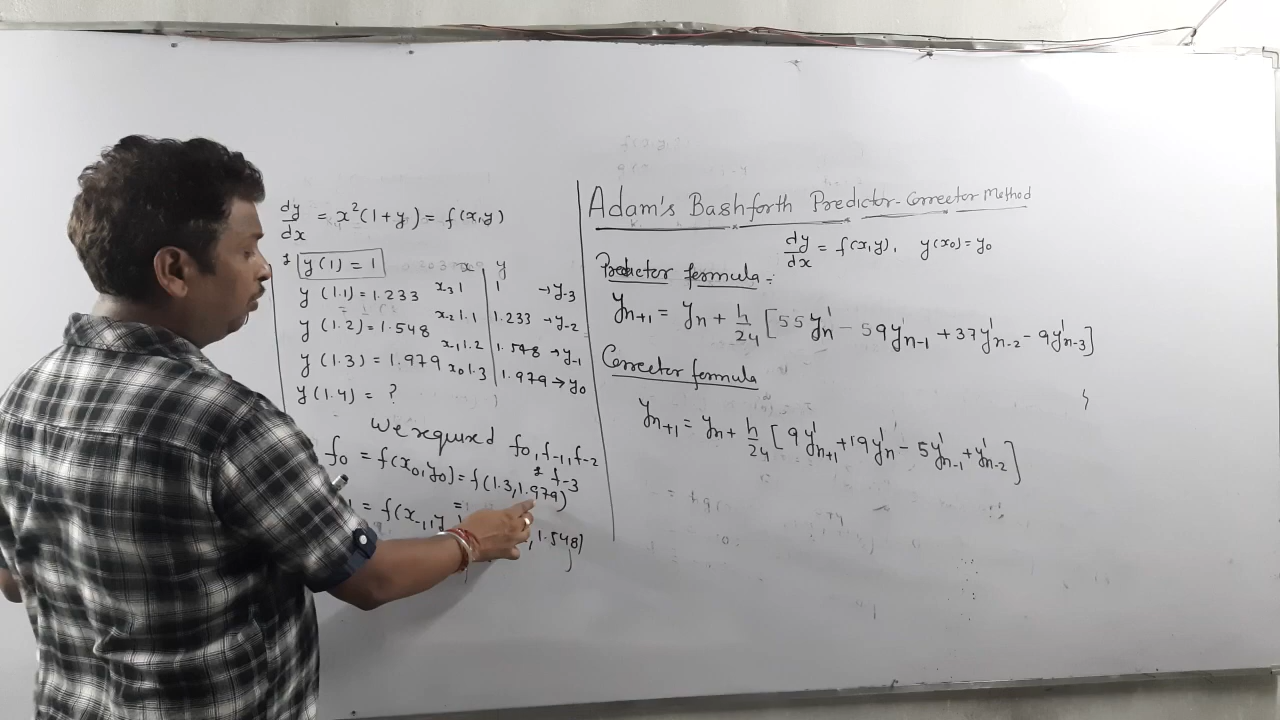 dy/dx = x²(1+y) = f(x,y)
& y(1) = 1
y(1.1) = 1.233
y(1.2) = 1.548
y(1.3) = 1.979
y(1.4) = ?
x y
x-3 1 1 → y-3
x-2 1.1 1.233 → y-2
x-1 1.2 1.548 → y-1
x0 1.3 1.979 → y0
We required f0, f-1, f-2
& f-3
f0 = f(x0, y0) = f(1.3, 1.979)
= f(x-1, y
, 1.548)
Adam's Bashforth Predictor-Corrector Method
dy/dx = f(x,y), y(x0) = y0
Predictor formula :-
yn+1 = yn + h/24 [55y'n - 59y'n-1 + 37y'n-2 - 9y'n-3]
Corrector formula
yn+1 = yn + h/24 [9y'n+1 + 19y'n - 5y'n-1 + y'n-2]